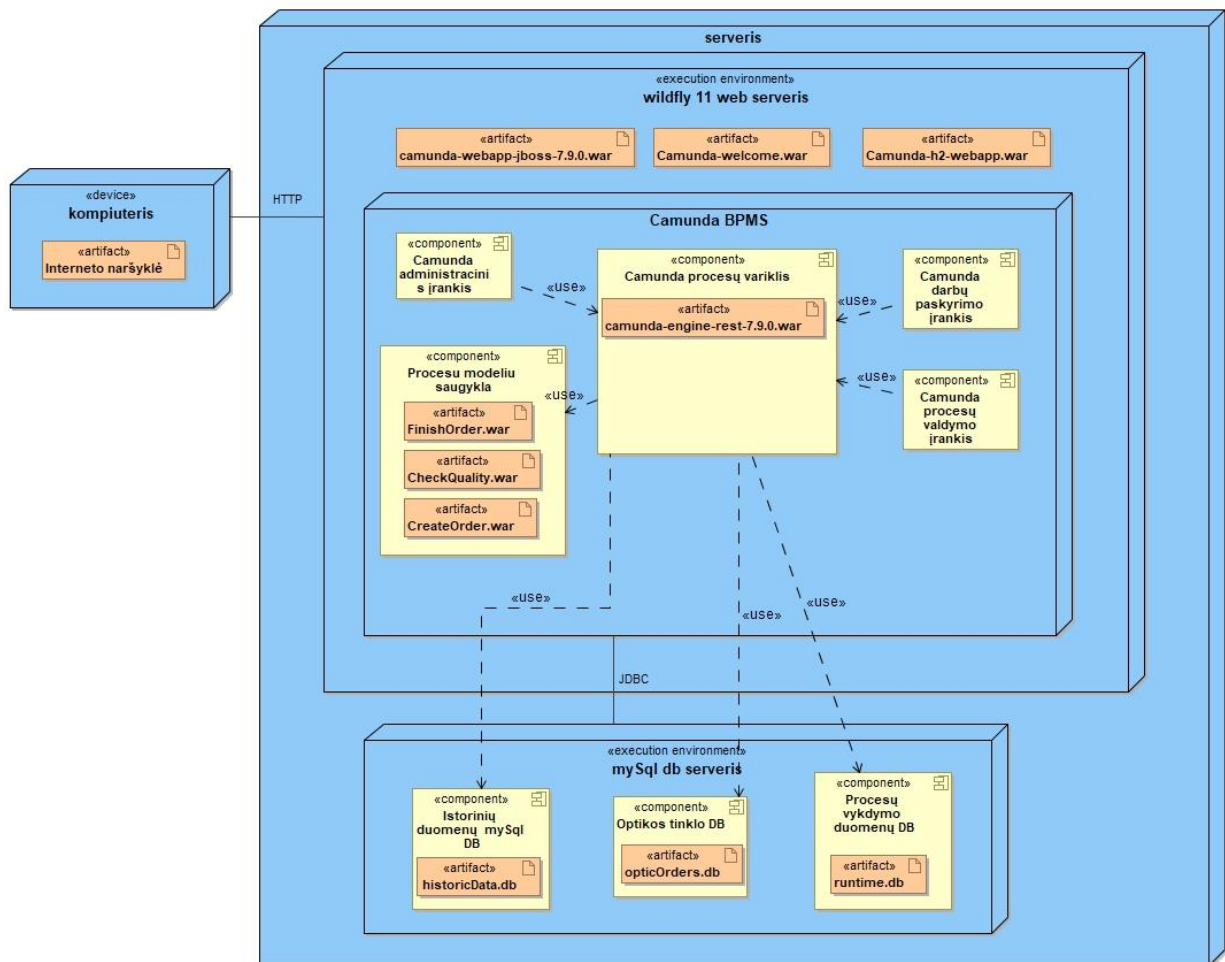 serveris
«execution environment»
wildfly 11 web serveris
«artifact»
camunda-webapp-jboss-7.9.0.war
«artifact»
Camunda-welcome.war
«artifact»
Camunda-h2-webapp.war
«device»
kompiuteris
«artifact»
Interneto naršyklė
HTTP
Camunda BPMS
«component»
Camunda
administracini
s įrankis
«use»
«component»
Camunda procesų variklis
«artifact»
camunda-engine-rest-7.9.0.war
«use»
«component»
Camunda
darbų
paskyrimo
įrankis
«component»
Procesu modeliu
saugykla
«artifact»
FinishOrder.war
«artifact»
CheckQuality.war
«artifact»
CreateOrder.war
«use»
«use»
«component»
Camunda
procesų
valdymo
įrankis
«use»
«use»
«use»
JDBC
«execution environment»
mySql db serveris
«component»
Istorinių
duomenų mySql
DB
«artifact»
historicData.db
«component»
Optikos tinklo DB
«artifact»
opticOrders.db
«component»
Procesų
vykdymo
duomenų DB
«artifact»
runtime.db